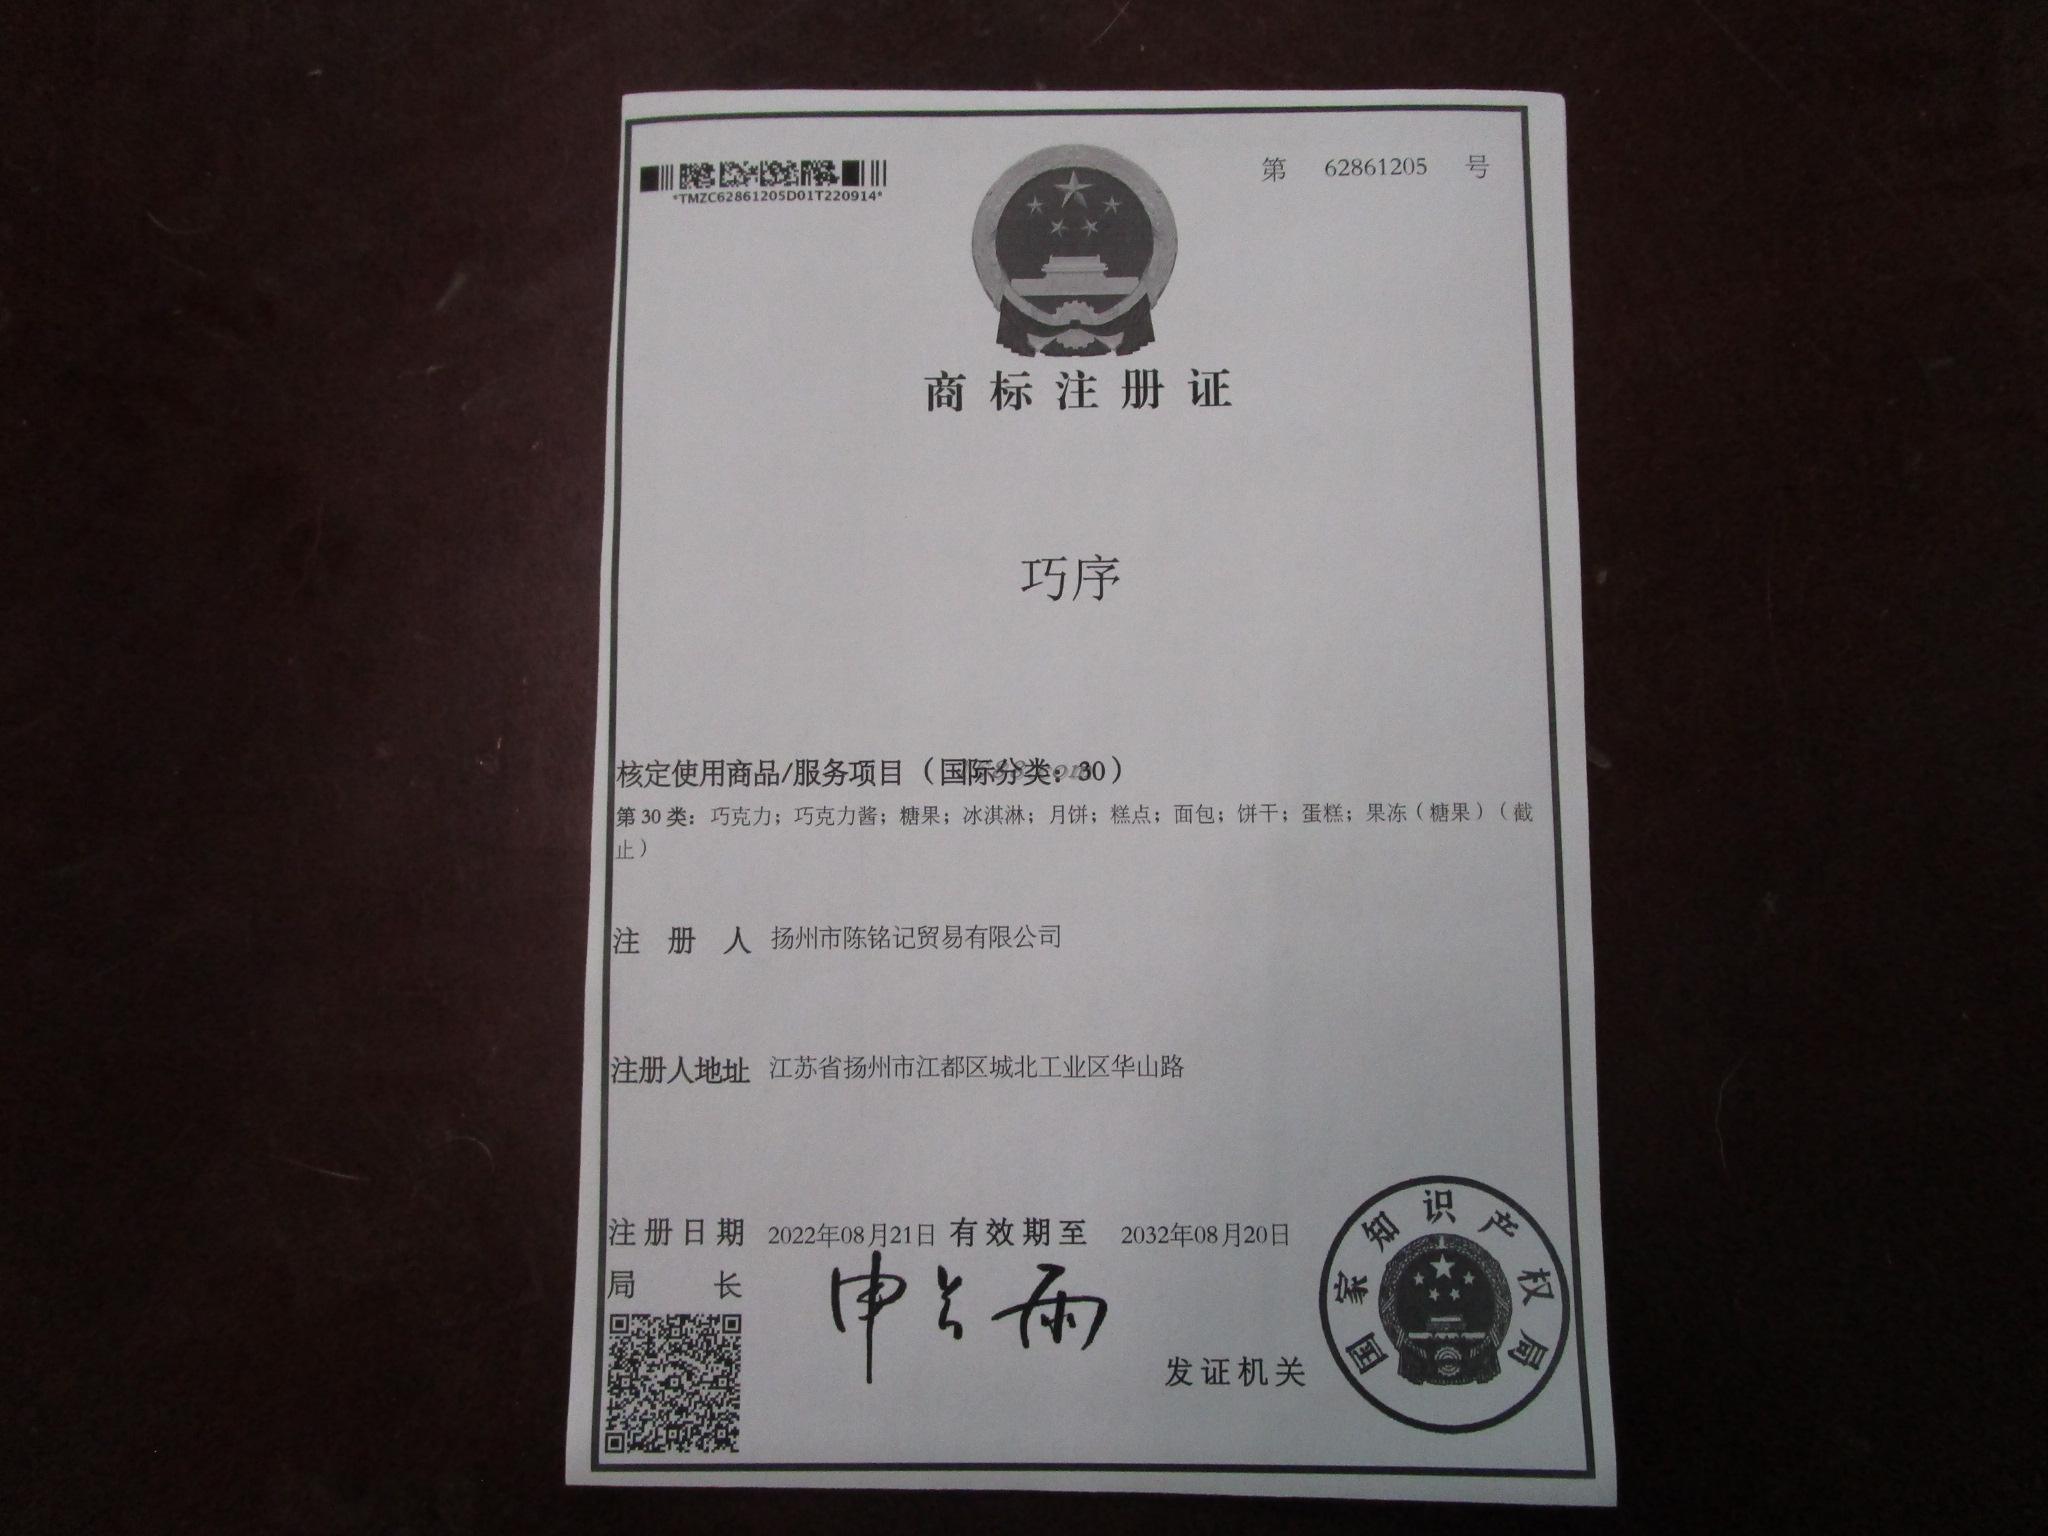 *TMZC62861205D01T220914*
第 62861205 号
商标注册证
巧序
核定使用商品/服务项目（国际分类：30）
第30类：巧克力；巧克力酱；糖果；冰淇淋；月饼；糕点；面包；饼干；蛋糕；果冻（糖果）（截
止）
注册人 扬州市陈铭记贸易有限公司
注册人地址 江苏省扬州市江都区城北工业区华山路
注册日期 2022年08月21日 有效期至 2032年08月20日
局长 申长雨
发证机关
国家知识产权局